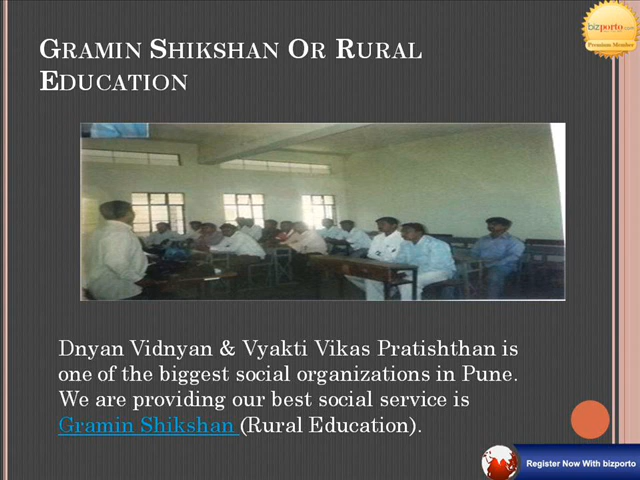 GRAMIN SHIKSHAN OR RURAL
EDUCATION
bizporto.com
Premium Member
Dnyan Vidnyan & Vyakti Vikas Pratishthan is
one of the biggest social organizations in Pune.
We are providing our best social service is
Gramin Shikshan (Rural Education).
Register Now With bizporto